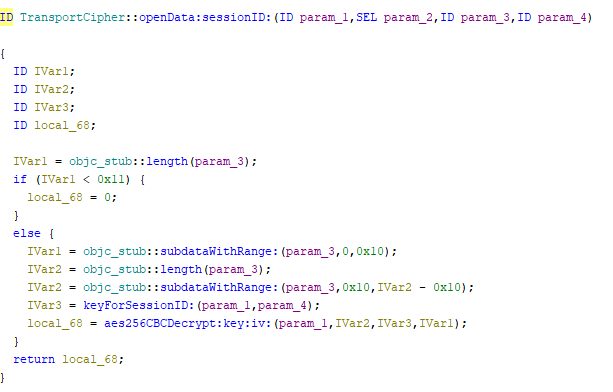 ID TransportCipher::openData:sessionID:(ID param_1,SEL param_2,ID param_3,ID param_4)
{
ID IVar1;
ID IVar2;
ID IVar3;
ID local_68;
IVar1 = objc_stub::length(param_3);
if (IVar1 < 0x11) {
local_68 = 0;
}
else {
IVar1 = objc_stub::subdataWithRange:(param_3,0,0x10);
IVar2 = objc_stub::length(param_3);
IVar2 = objc_stub::subdataWithRange:(param_3,0x10,IVar2 - 0x10);
IVar3 = keyForSessionID:(param_1,param_4);
local_68 = aes256CBCDecrypt:key:iv:(param_1,IVar2,IVar3,IVar1);
}
return local_68;
}